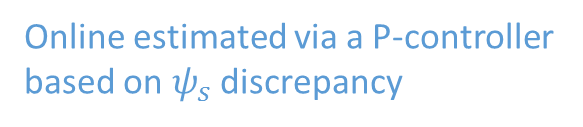 Online estimated via a P-controller
based on ψₛ discrepancy